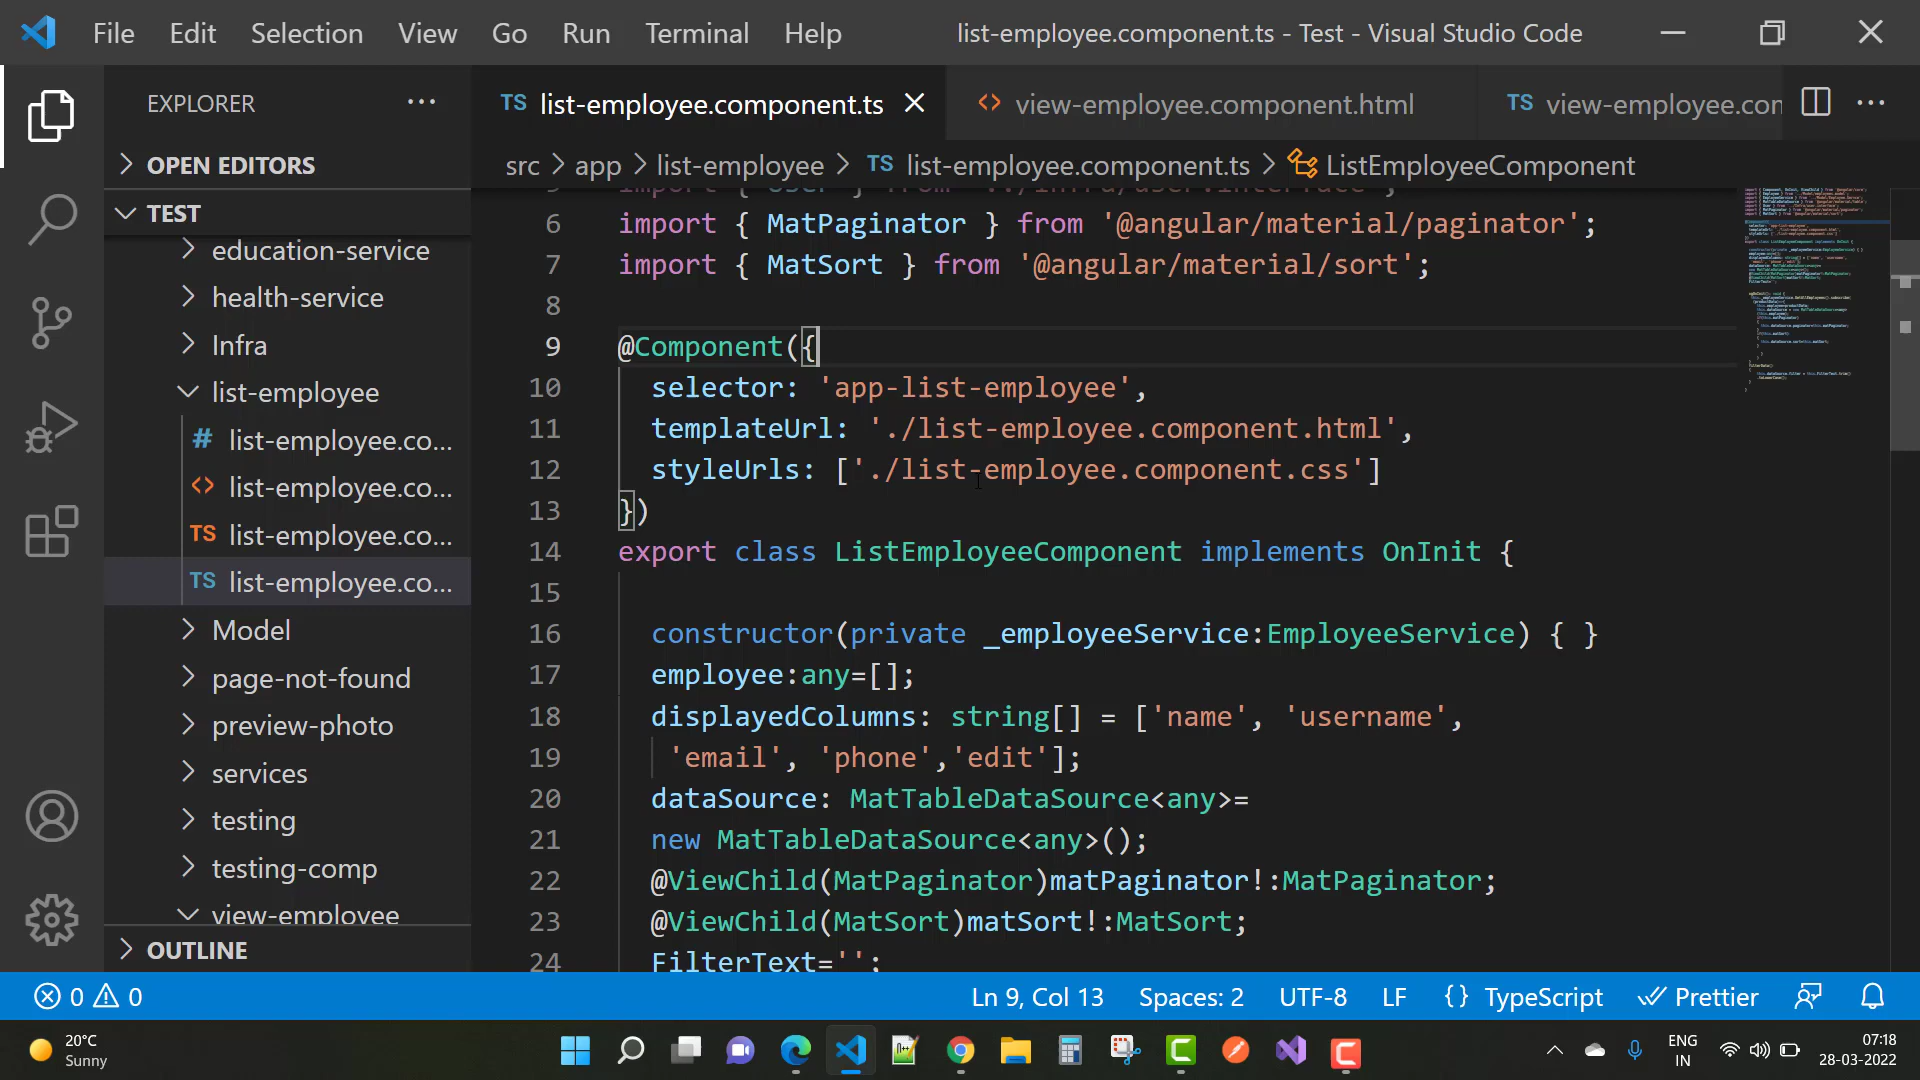 File Edit Selection View Go Run Terminal Help
list-employee.component.ts - Test - Visual Studio Code
EXPLORER ...
OPEN EDITORS
TEST
education-service
health-service
Infra
list-employee
# list-employee.co...
<> list-employee.co...
TS list-employee.co...
TS list-employee.co...
Model
page-not-found
preview-photo
services
testing
testing-comp
view-employee
OUTLINE
TS list-employee.component.ts
<> view-employee.component.html
TS view-employee.con
...
src > app > list-employee > TS list-employee.component.ts > ListEmployeeComponent
6 import { MatPaginator } from '@angular/material/paginator';
7 import { MatSort } from '@angular/material/sort';
8
9 @Component({
10 selector: 'app-list-employee',
11 templateUrl: './list-employee.component.html',
12 styleUrls: ['./list-employee.component.css']
13 })
14 export class ListEmployeeComponent implements OnInit {
15
16 constructor(private _employeeService:EmployeeService) { }
17 employee:any=[];
18 displayedColumns: string[] = ['name', 'username',
19 'email', 'phone','edit'];
20 dataSource: MatTableDataSource<any>=
21 new MatTableDataSource<any>();
22 @ViewChild(MatPaginator)matPaginator!:MatPaginator;
23 @ViewChild(MatSort)matSort!:MatSort;
24 FilterText='';
0 0
Ln 9, Col 13 Spaces: 2 UTF-8 LF {} TypeScript Prettier
20°C
Sunny
ENG
IN
07:18
28-03-2022